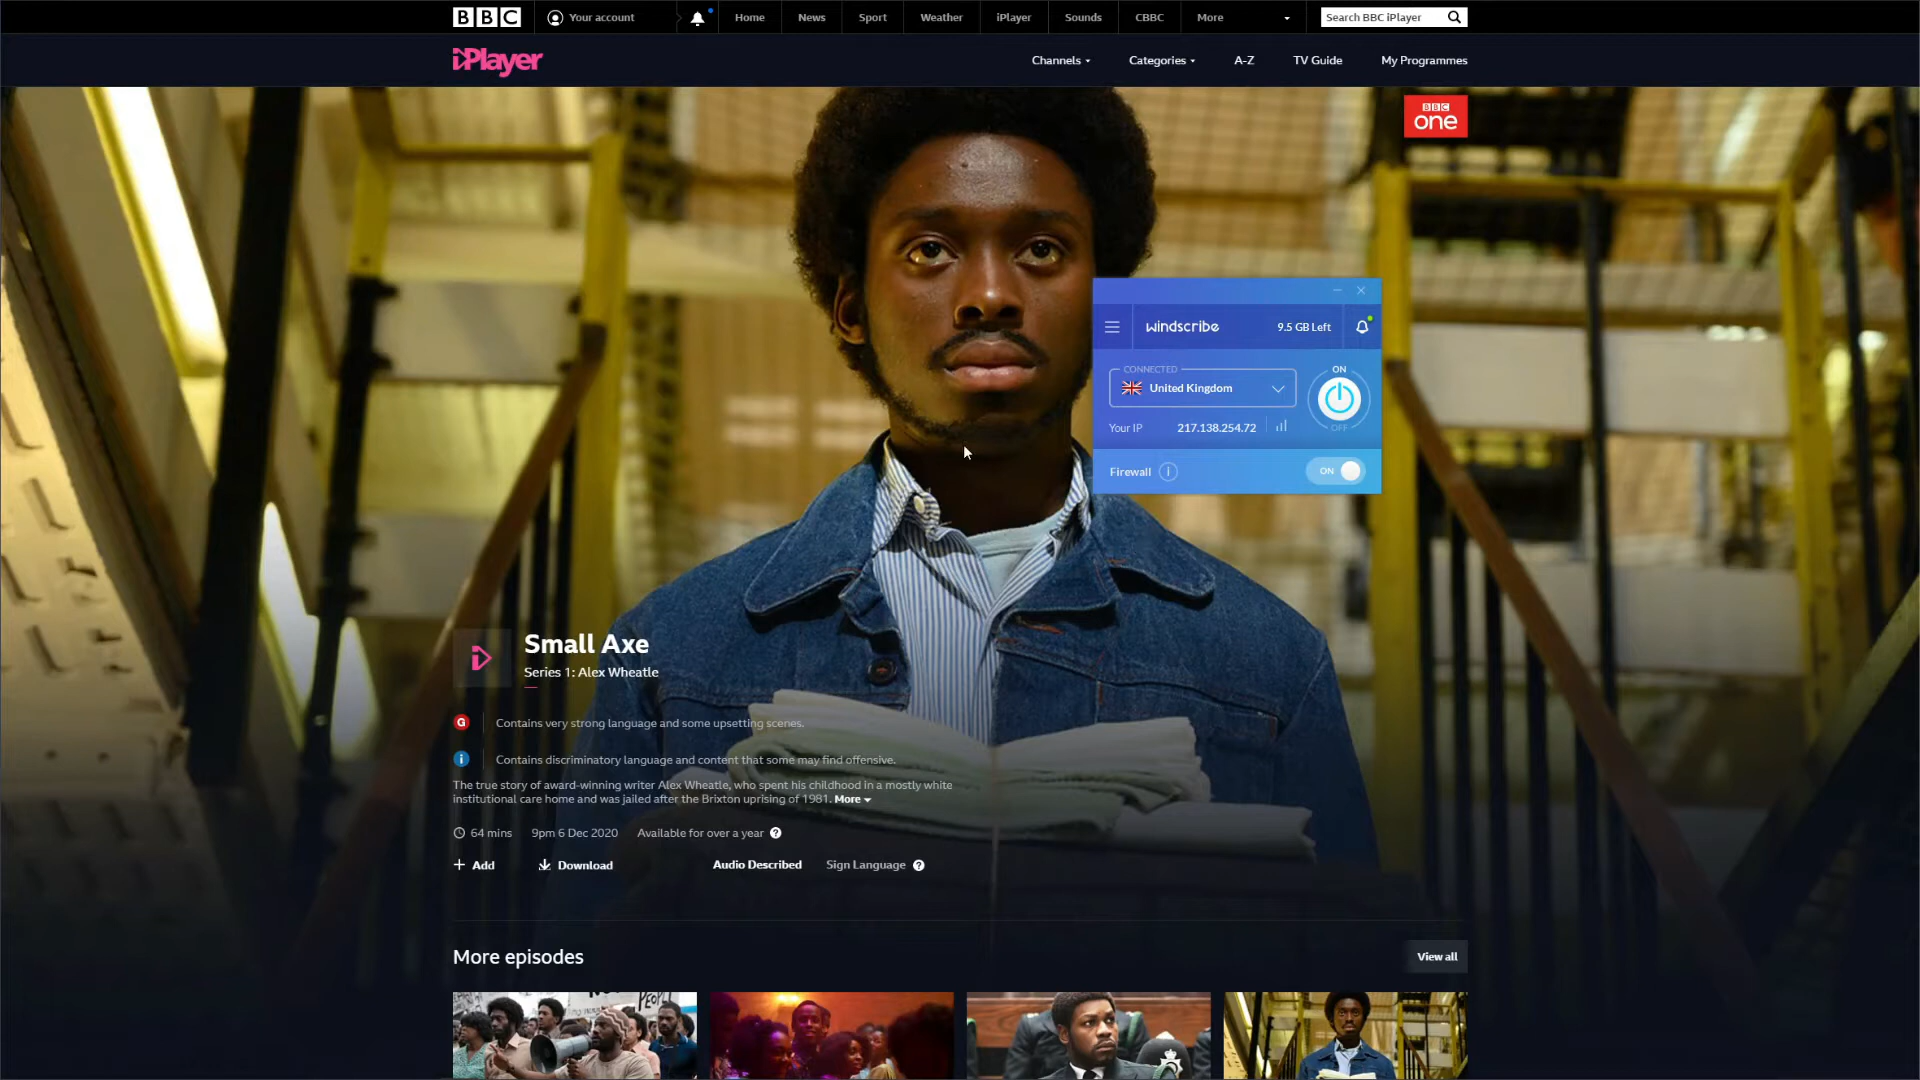 BBC
Your account
Home
News
Sport
Weather
iPlayer
Sounds
CBBC
More
Search BBC iPlayer
iPlayer
Channels
Categories
A-Z
TV Guide
My Programmes
BBC
one
windscribe
9.5 GB Left
CONNECTED
United Kingdom
ON
OFF
Your IP
217.138.254.72
Firewall
i
ON
Small Axe
Series 1: Alex Wheatle
G
Contains very strong language and some upsetting scenes.
i
Contains discriminatory language and content that some may find offensive.
The true story of award-winning writer Alex Wheatle, who spent his childhood in a mostly white
institutional care home and was jailed after the Brixton uprising of 1981. More
64 mins
9pm 6 Dec 2020
Available for over a year ?
+ Add
Download
Audio Described
Sign Language ?
More episodes
View all
PEOPLE